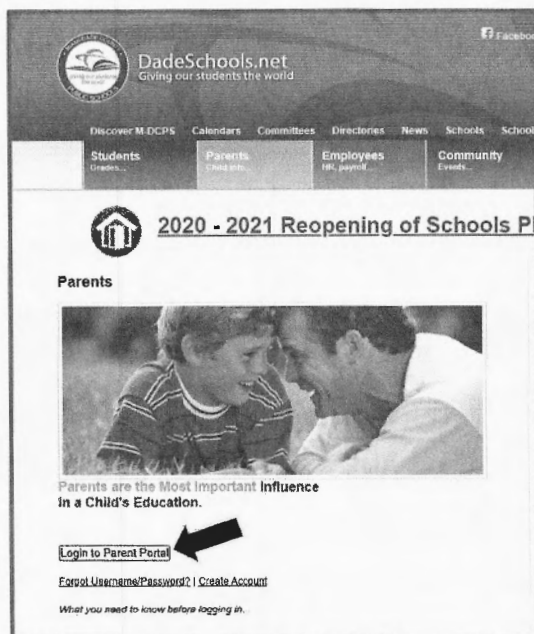 Facebook
DadeSchools.net
Giving our students the world
Discover M-DCPS Calendars Committees Directories News Schools School
Students Parents Employees Community
Grades... Child info... HR, payroll... Events...
2020 - 2021 Reopening of Schools Pl
Parents
Parents are the Most Important Influence
in a Child's Education.
Login to Parent Portal
Forgot Username/Password? | Create Account
What you need to know before logging in.